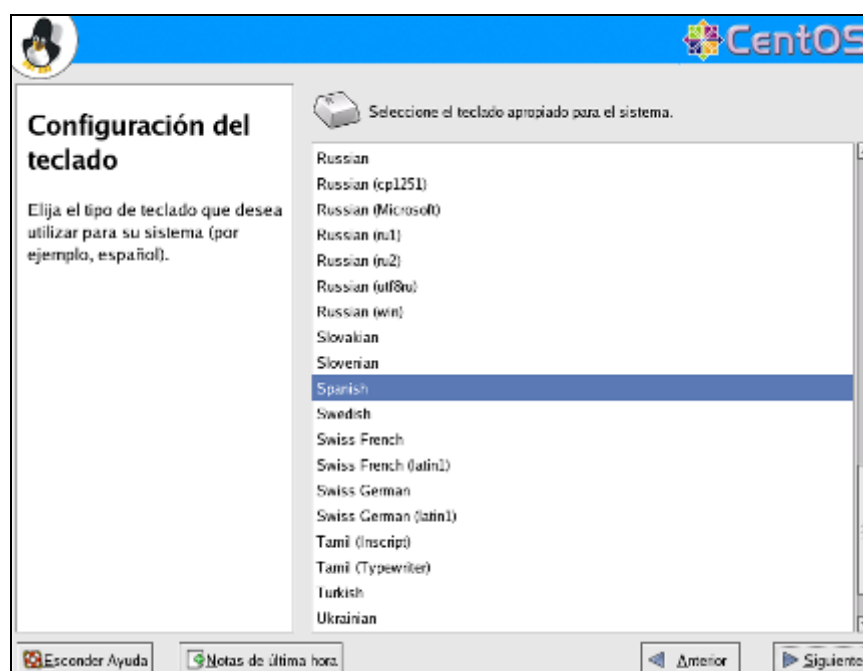 CentOS
Configuración del
teclado
Elija el tipo de teclado que desea
utilizar para su sistema (por
ejemplo, español).
Seleccione el teclado apropiado para el sistema.
Russian
Russian (cp1251)
Russian (Microsoft)
Russian (ru1)
Russian (ru2)
Russian (utf8ru)
Russian (win)
Slovakian
Slovenian
Spanish
Swedish
Swiss French
Swiss French (latin1)
Swiss German
Swiss German (latin1)
Tamil (Inscript)
Tamil (Typewriter)
Turkish
Ukrainian
Esconder Ayuda
Notas de última hora
Anterior
Siguiente